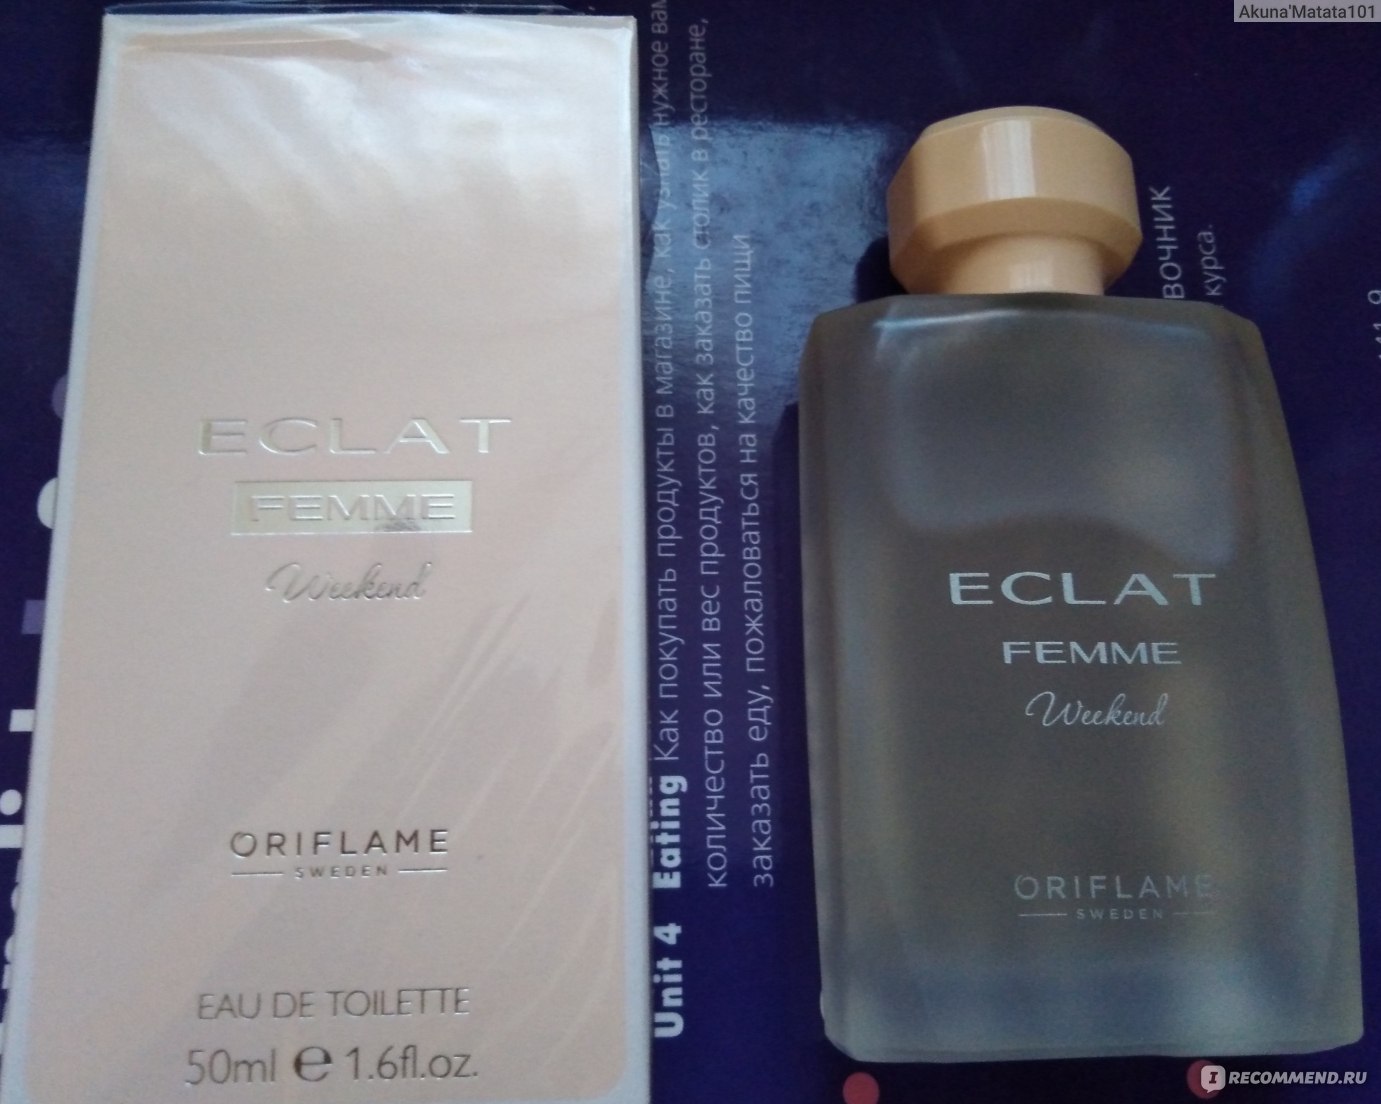 Akuna'Matata101
ECLAT
FEMME
Weekend
ORIFLAME
SWEDEN
EAU DE TOILETTE
50ml e 1.6fl.oz.
Unit 4 Eating Как покупать продукты в магазине, как узнать нужное вам
количество или вес продуктов, как заказать столик в ресторане,
заказать еду, пожаловаться на качество пищи
ECLAT
FEMME
Weekend
ORIFLAME
SWEDEN
курса.
IRECOMMEND.RU